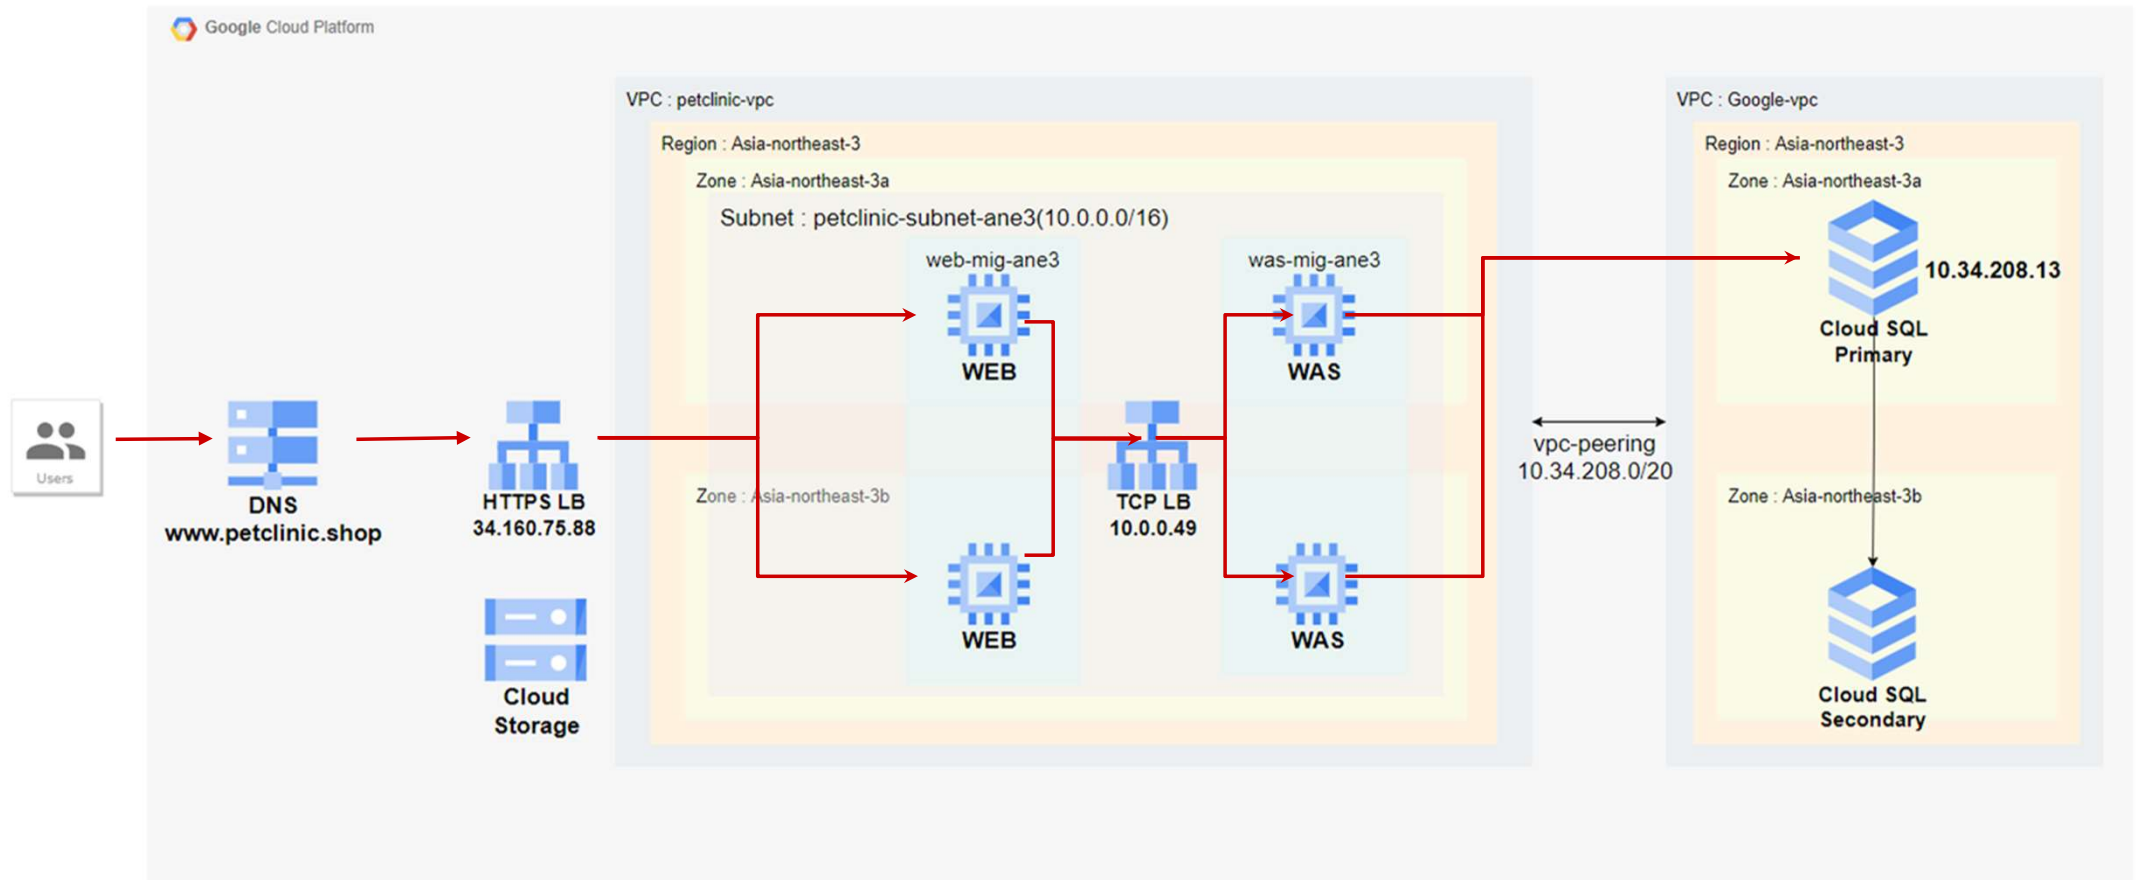 Google Cloud Platform
VPC : petclinic-vpc
Region : Asia-northeast-3
Zone : Asia-northeast-3a
Subnet : petclinic-subnet-ane3(10.0.0.0/16)
web-mig-ane3
WEB
was-mig-ane3
WAS
Users
DNS
www.petclinic.shop
HTTPS LB
34.160.75.88
TCP LB
10.0.0.49
Zone : Asia-northeast-3b
WEB
WAS
Cloud
Storage
vpc-peering
10.34.208.0/20
VPC : Google-vpc
Region : Asia-northeast-3
Zone : Asia-northeast-3a
10.34.208.13
Cloud SQL
Primary
Zone : Asia-northeast-3b
Cloud SQL
Secondary